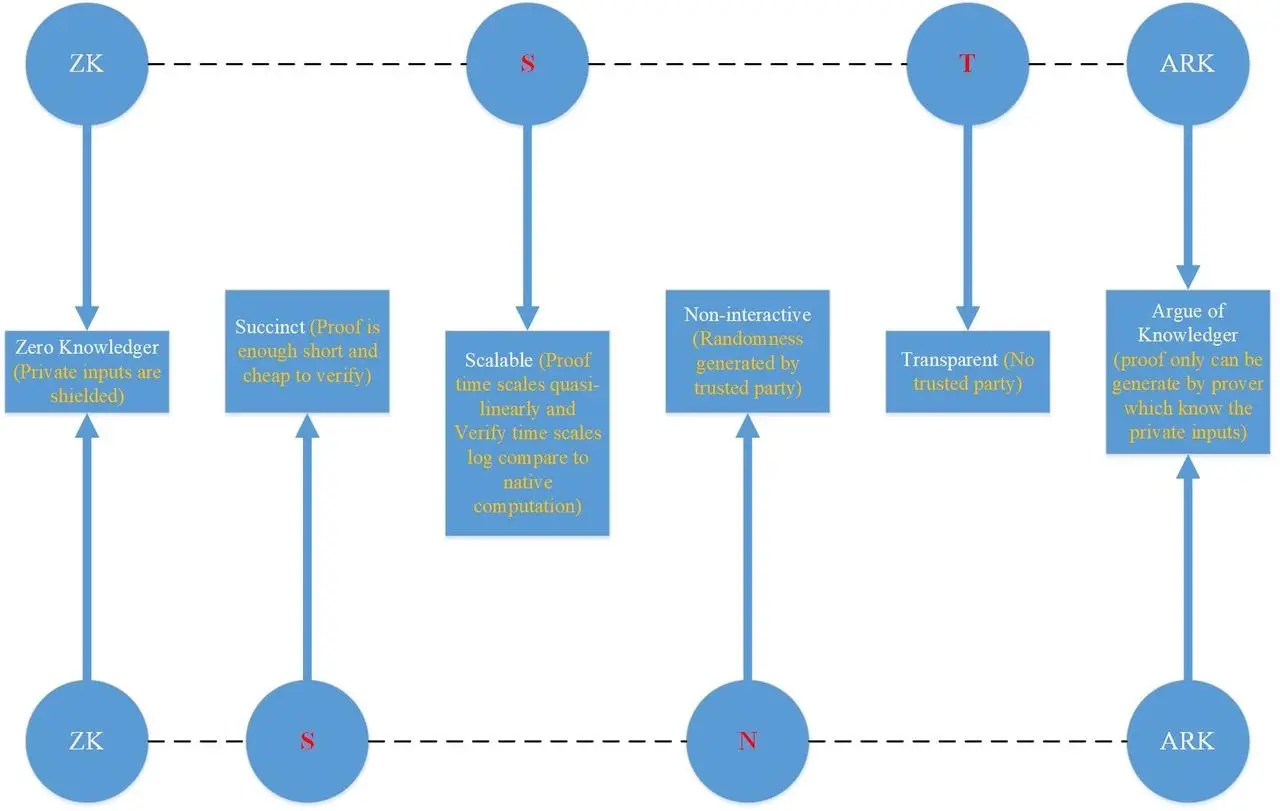 ZK
S
T
ARK
Zero Knowledger
(Private inputs are
shielded)
Succinct (Proof is
enough short and
cheap to verify)
Scalable (Proof
time scales quasi-
linearly and
Verify time scales
log compare to
native
computation)
Non-interactive
(Randomness
generated by
trusted party)
Transparent (No
trusted party)
Argue of
Knowledger
(proof only can be
generate by prover
which know the
private inputs)
ZK
S
N
ARK